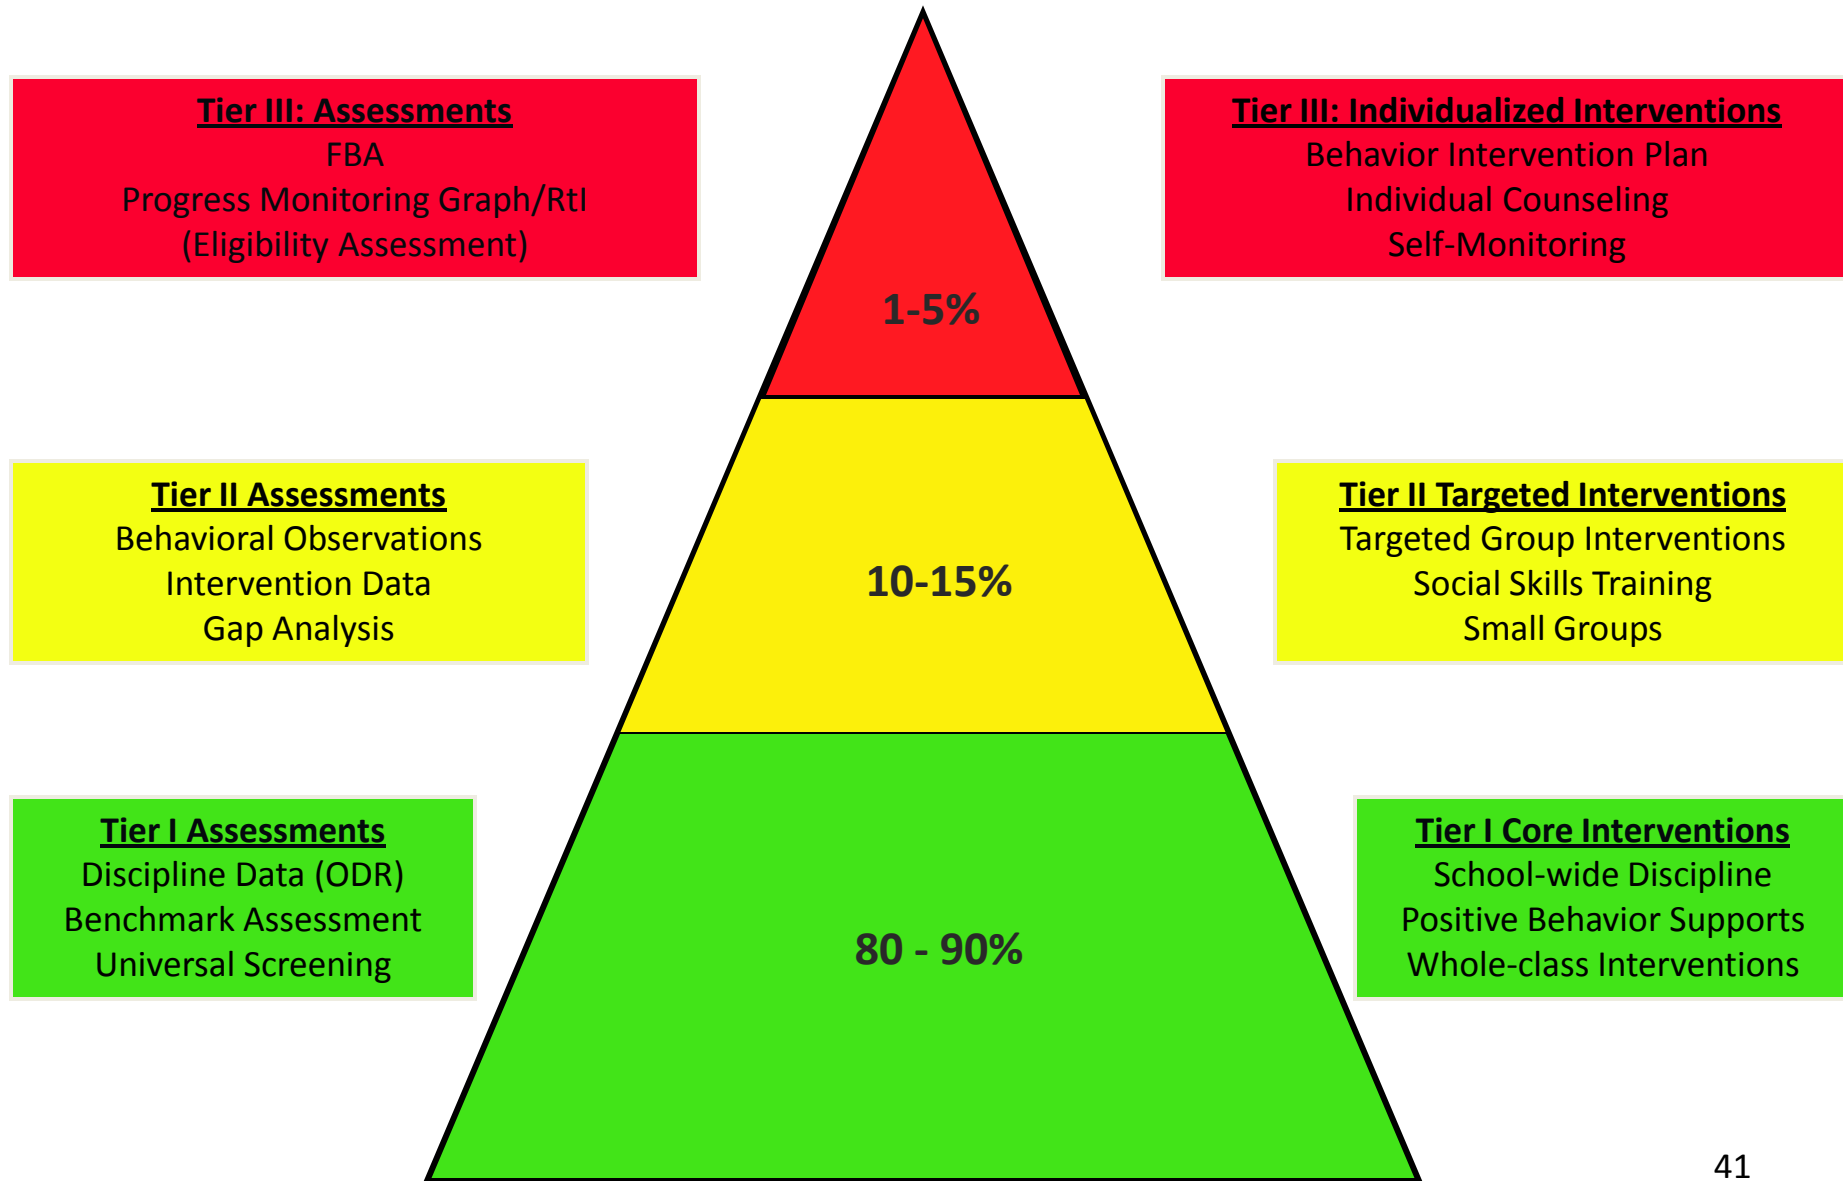 Tier III: Assessments
FBA
Progress Monitoring Graph/RtI
(Eligibility Assessment)
Tier III: Individualized Interventions
Behavior Intervention Plan
Individual Counseling
Self-Monitoring
1-5%
Tier II Assessments
Behavioral Observations
Intervention Data
Gap Analysis
10-15%
Tier II Targeted Interventions
Targeted Group Interventions
Social Skills Training
Small Groups
Tier I Assessments
Discipline Data (ODR)
Benchmark Assessment
Universal Screening
80 - 90%
Tier I Core Interventions
School-wide Discipline
Positive Behavior Supports
Whole-class Interventions
41